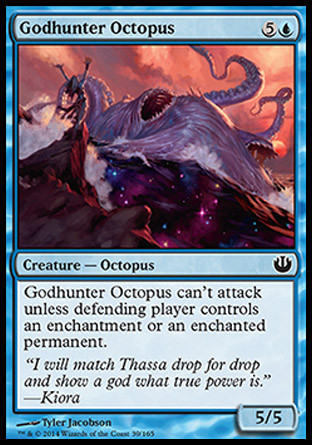 Godhunter Octopus 5
Creature — Octopus
Godhunter Octopus can't attack
unless defending player controls
an enchantment or an enchanted
permanent.
"I will match Thassa drop for drop
and show a god what true power is."
—Kiora
Tyler Jacobson
™ & © 2014 Wizards of the Coast 39/165
5/5